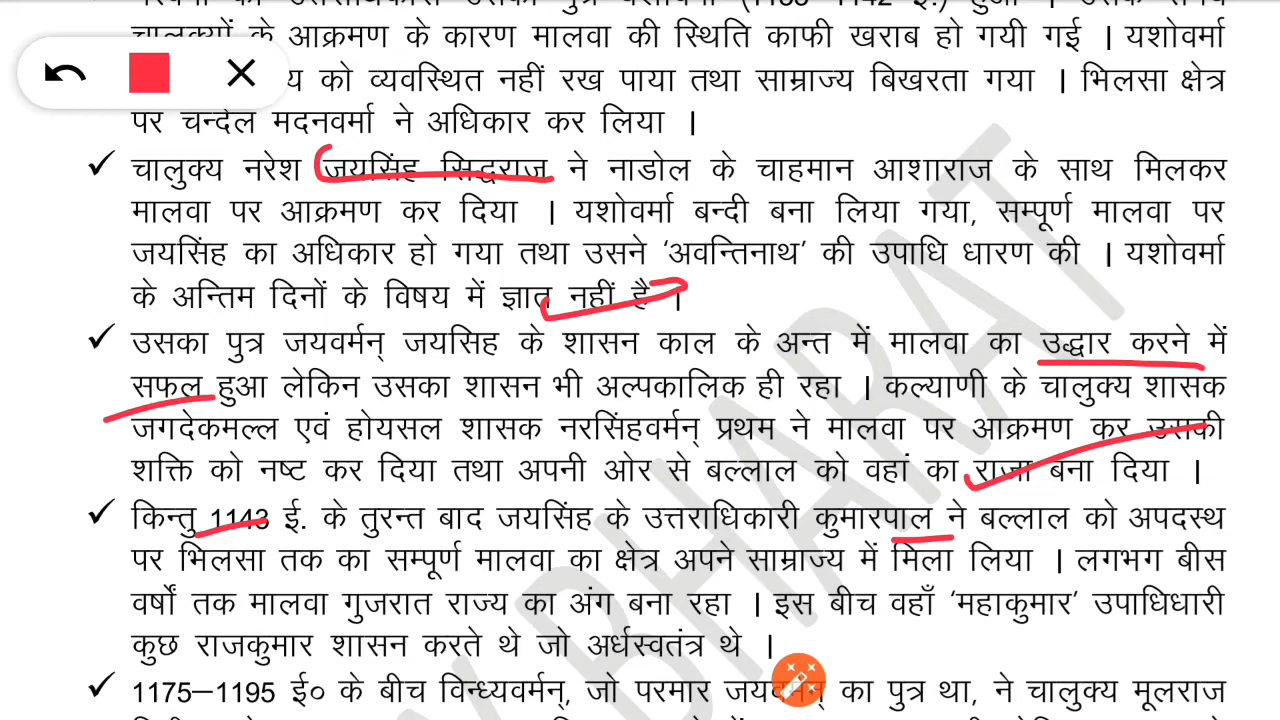 चालुक्यों के आक्रमण के कारण मालवा की स्थिति काफी खराब हो गयी गई । यशोवर्मा
को व्यवस्थित नहीं रख पाया तथा साम्राज्य बिखरता गया । भिलसा क्षेत्र
पर चन्देल मदनवर्मा ने अधिकार कर लिया ।
✓ चालुक्य नरेश जयसिंह सिद्धराज ने नाडोल के चाहमान आशाराज के साथ मिलकर
मालवा पर आक्रमण कर दिया । यशोवर्मा बन्दी बना लिया गया, सम्पूर्ण मालवा पर
जयसिंह का अधिकार हो गया तथा उसने ‘अवन्तिनाथ’ की उपाधि धारण की । यशोवर्मा
के अन्तिम दिनों के विषय में ज्ञात नहीं है ।
✓ उसका पुत्र जयवर्मन् जयसिह के शासन काल के अन्त में मालवा का उद्धार करने में
सफल हुआ लेकिन उसका शासन भी अल्पकालिक ही रहा । कल्याणी के चालुक्य शासक
जगदेकमल्ल एवं होयसल शासक नरसिंहवर्मन् प्रथम ने मालवा पर आक्रमण कर उसकी
शक्ति को नष्ट कर दिया तथा अपनी ओर से बल्लाल को वहां का राजा बना दिया ।
✓ किन्तु 1143 ई. के तुरन्त बाद जयसिंह के उत्तराधिकारी कुमारपाल ने बल्लाल को अपदस्थ
पर भिलसा तक का सम्पूर्ण मालवा का क्षेत्र अपने साम्राज्य में मिला लिया । लगभग बीस
वर्षों तक मालवा गुजरात राज्य का अंग बना रहा । इस बीच वहाँ ‘महाकुमार’ उपाधिधारी
कुछ राजकुमार शासन करते थे जो अर्धस्वतंत्र थे ।
✓ 1175–1195 ई० के बीच विन्ध्यवर्मन्, जो परमार जयवर्मन् का पुत्र था, ने चालुक्य मूलराज
BHARAT